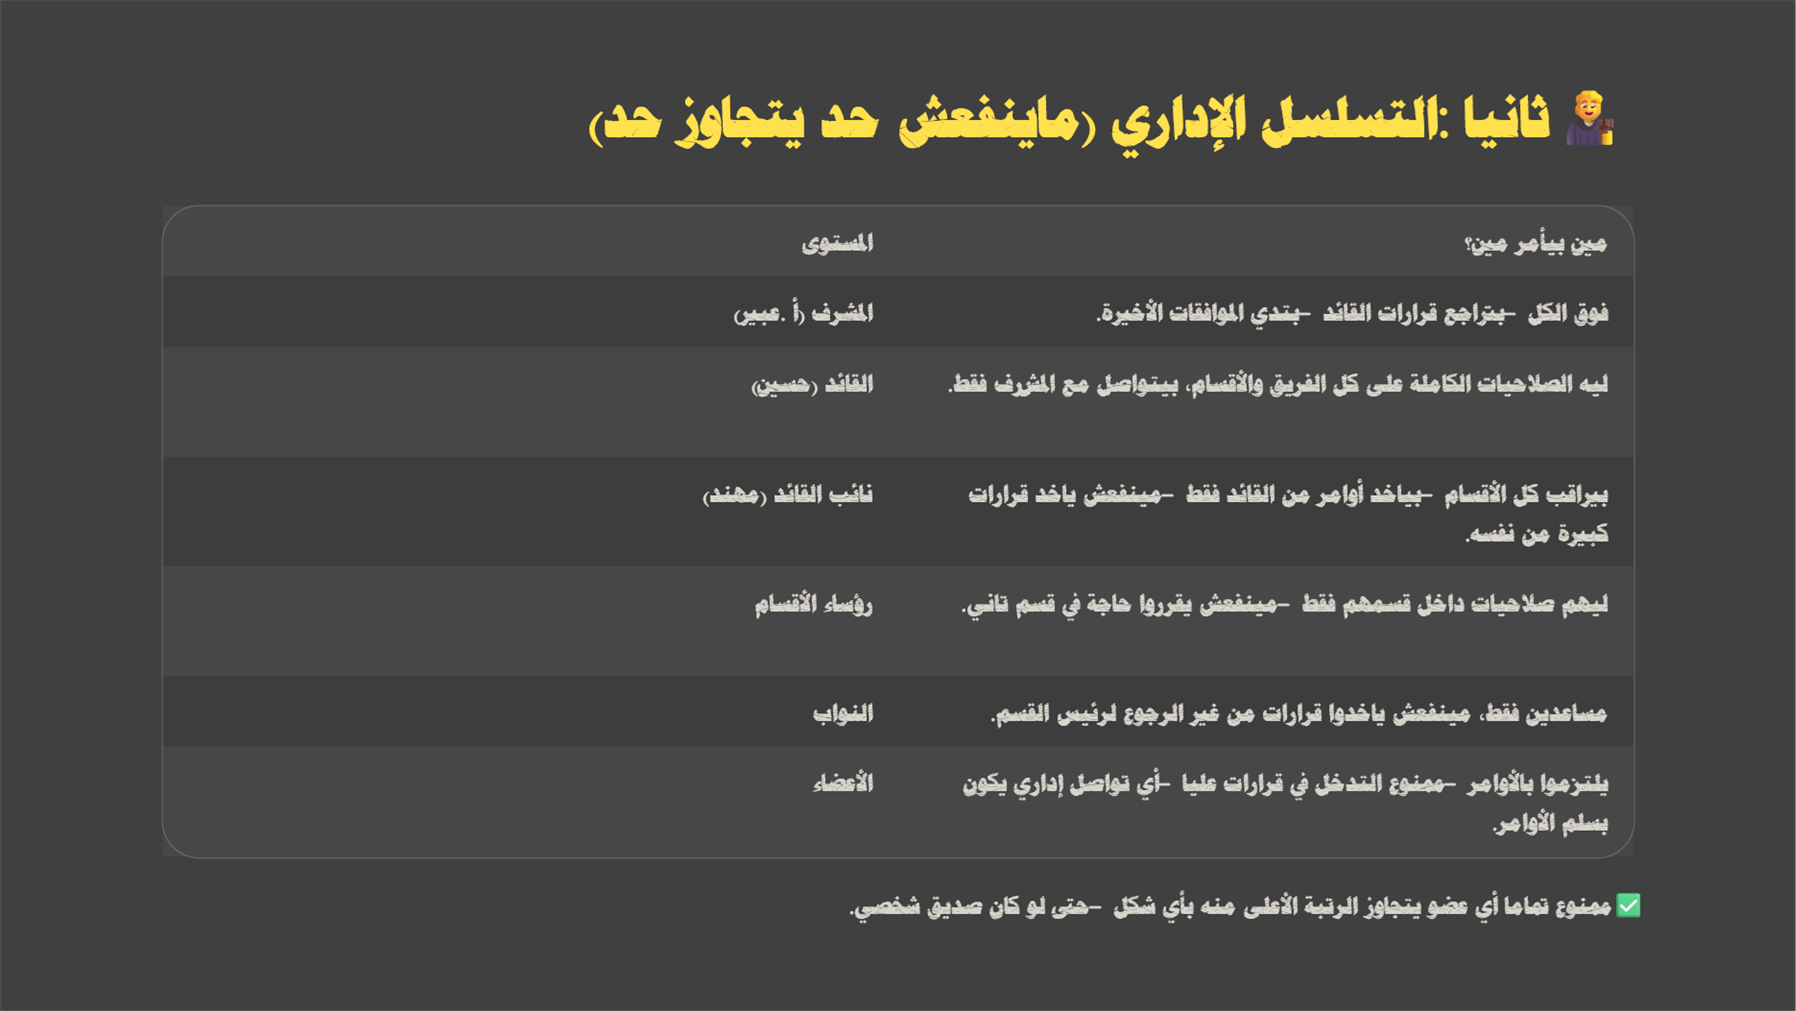 👨‍⚖️ ثانيا :التسلسل الإداري (ماينفعش حد يتجاوز حد)
مين بيأمر مين؟ المستوى
فوق الكل –بتراجع قرارات القائد –بتدي الموافقات الأخيرة. المشرف (أ .عبير)
ليه الصلاحيات الكاملة على كل الفريق والأقسام، بيتواصل مع المشرف فقط. القائد (حسين)
بيراقب كل الأقسام –بياخد أوامر من القائد فقط –مينفعش ياخد قرارات نائب القائد (مهند)
كبيرة من نفسه.
ليهم صلاحيات داخل قسمهم فقط –مينفعش يقرروا حاجة في قسم تاني. رؤساء الأقسام
مساعدين فقط، مينفعش ياخدوا قرارات من غير الرجوع لرئيس القسم. النواب
يلتزموا بالأوامر –ممنوع التدخل في قرارات عليا –أي تواصل إداري يكون الأعضاء
بسلم الأوامر.
✅ ممنوع تماما أي عضو يتجاوز الرتبة الأعلى منه بأي شكل –حتى لو كان صديق شخصي.